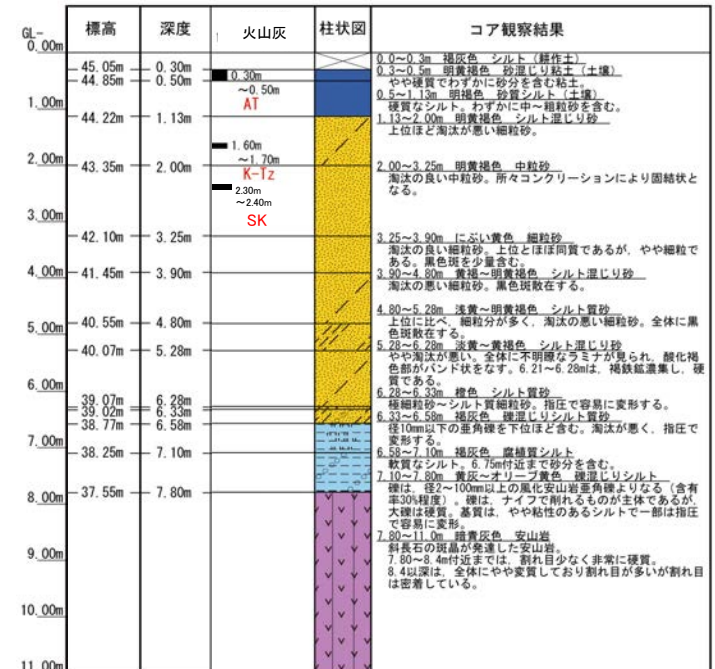 GL-
標高 深度 火山灰 柱状図 コア観察結果
0.00m
0.0～0.3m 褐灰色 シルト（耕作土）
45.05m 0.30m
0.3～0.5m 明黄褐色 砂混じり粘土（土壌）
やや硬質でわずかに砂分を含む粘土。
44.85m 0.50m
0.30m
～0.50m
AT
0.5～1.13m 明褐色 砂質シルト（土壌）
硬質なシルト。わずかに中～粗粒砂を含む。
1.00m
44.22m 1.13m
1.13～2.00m 明黄褐色 シルト混じり砂
上位ほど淘汰が悪い細粒砂。
1.60m
～1.70m
K-Tz
2.00m
43.35m 2.00m
2.00～3.25m 明黄褐色 中粒砂
淘汰の良い中粒砂。所々コンクリーションにより固結状と
なる。
2.30m
～2.40m
SK
3.00m
42.10m 3.25m
3.25～3.90m にぶい黄色 細粒砂
淘汰の良い細粒砂。上位とほぼ同質であるが、やや細粒で
ある。黒色斑を少量含む。
4.00m
41.45m 3.90m
3.90～4.80m 黄褐～明黄褐色 シルト混じり砂
淘汰の悪い細粒砂。黒色斑散在する。
40.55m 4.80m
4.80～5.28m 浅黄～明黄褐色 シルト質砂
上位に比べ、細粒分が多く、淘汰の悪い細粒砂。全体に黒
色斑散在する。
5.00m
40.07m 5.28m
5.28～6.28m 淡黄～黄褐色 シルト混じり砂
やや淘汰が悪い。全体に不明瞭なラミナが見られ、酸化褐
色部がバンド状をなす。6.21～6.28mは、褐鉄鉱濃集し、硬
質である。
6.00m
39.07m 6.28m
6.28～6.33m 橙色 シルト質砂
極細粒砂～シルト質細粒砂。指圧で容易に変形する。
39.02m 6.33m
6.33～6.58m 褐灰色 礫混じりシルト質砂
径10mm以下の亜角礫を下位ほど含む。淘汰が悪く、指圧で
変形する。
38.77m 6.58m
6.58～7.10m 褐灰色 腐植質シルト
軟質なシルト。6.75m付近まで砂分を含む。
7.00m
38.25m 7.10m
7.10～7.80m 黄灰～オリーブ黄色 礫混じりシルト
礫は、径2～100mm以上の風化安山岩亜角礫よりなる（含有
率30%程度）。礫は、ナイフで削れるものが主体であるが、
大礫は硬質。基質は、やや粘性のあるシルトで一部は指圧
で容易に変形。
37.55m 7.80m
7.80～11.0m 暗青灰色 安山岩
斜長石の斑晶が発達した安山岩。
7.80～8.4m付近までは、割れ目少なく非常に硬質。
8.4以深は、全体にやや変質しており割れ目が多いが割れ目
は密着している。
8.00m
9.00m
10.00m
11.00m